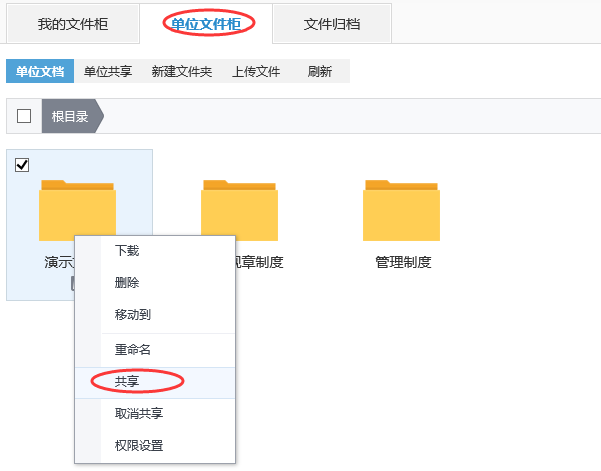 我的文件柜 单位文件柜 文件归档
单位文档 单位共享 新建文件夹 上传文件 刷新
根目录
演示 章制度 管理制度
下载
删除
移动到
重命名
共享
取消共享
权限设置